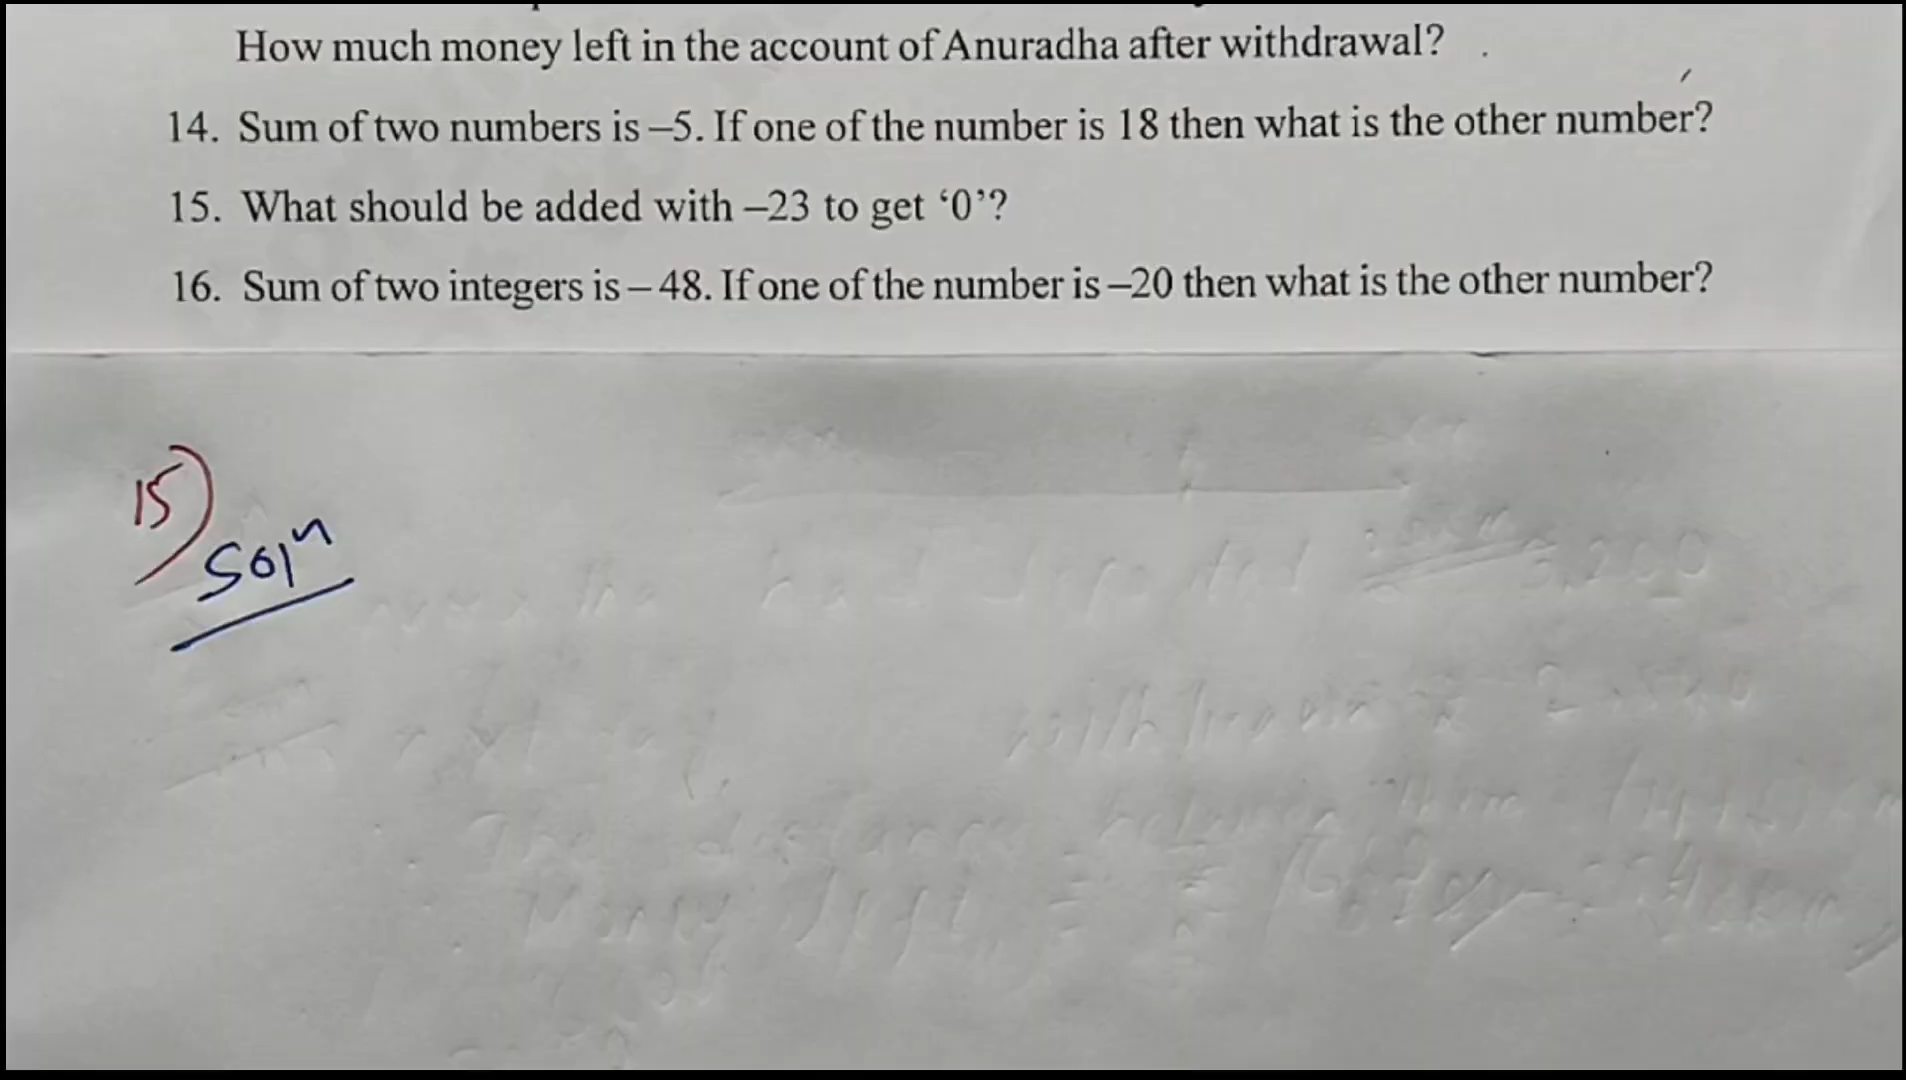 How much money left in the account of Anuradha after withdrawal?
14. Sum of two numbers is –5. If one of the number is 18 then what is the other number?
15. What should be added with –23 to get ‘0’?
16. Sum of two integers is – 48. If one of the number is –20 then what is the other number?
15)
Solⁿ